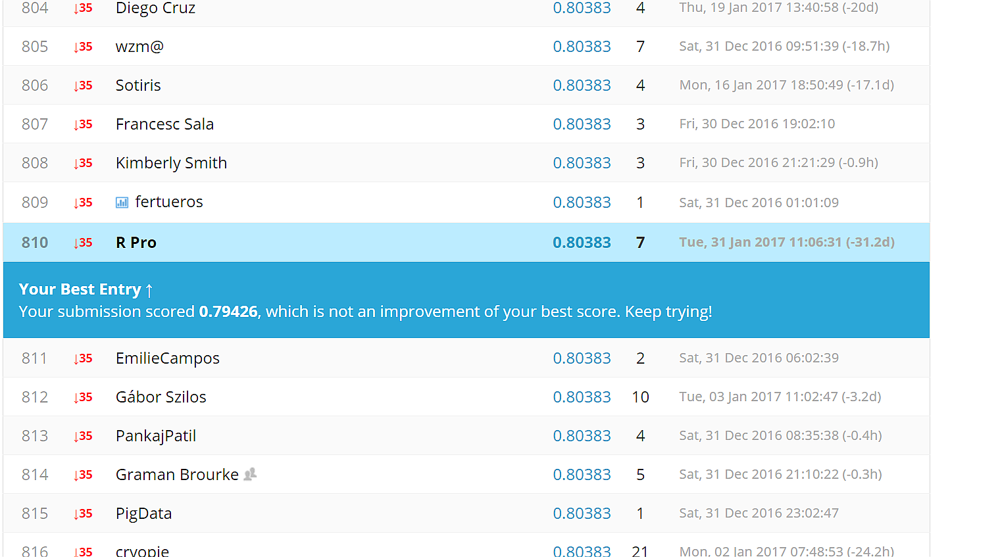 804 ↓35 Diego Cruz 0.80383 4 Thu, 19 Jan 2017 13:40:58 (-20d)
805 ↓35 wzm@ 0.80383 7 Sat, 31 Dec 2016 09:51:39 (-18.7h)
806 ↓35 Sotiris 0.80383 4 Mon, 16 Jan 2017 18:50:49 (-17.1d)
807 ↓35 Francesc Sala 0.80383 3 Fri, 30 Dec 2016 19:02:10
808 ↓35 Kimberly Smith 0.80383 3 Fri, 30 Dec 2016 21:21:29 (-0.9h)
809 ↓35 fertueros 0.80383 1 Sat, 31 Dec 2016 01:01:09
810 ↓35 R Pro 0.80383 7 Tue, 31 Jan 2017 11:06:31 (-31.2d)
Your Best Entry ↑
Your submission scored 0.79426, which is not an improvement of your best score. Keep trying!
811 ↓35 EmilieCampos 0.80383 2 Sat, 31 Dec 2016 06:02:39
812 ↓35 Gábor Szilos 0.80383 10 Tue, 03 Jan 2017 11:02:47 (-3.2d)
813 ↓35 PankajPatil 0.80383 4 Sat, 31 Dec 2016 08:35:38 (-0.4h)
814 ↓35 Graman Brourke 0.80383 5 Sat, 31 Dec 2016 21:10:22 (-0.3h)
815 ↓35 PigData 0.80383 1 Sat, 31 Dec 2016 23:02:47
816 ↓35 cryopie 0.80383 21 Mon, 02 Jan 2017 07:48:53 (-24.2h)